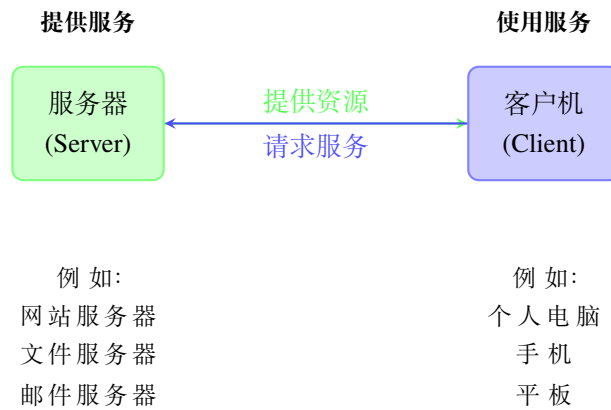 提供服务
使用服务
服务器
(Server)
提供资源
请求服务
客户机
(Client)
例如:
网站服务器
文件服务器
邮件服务器
例如:
个人电脑
手机
平板